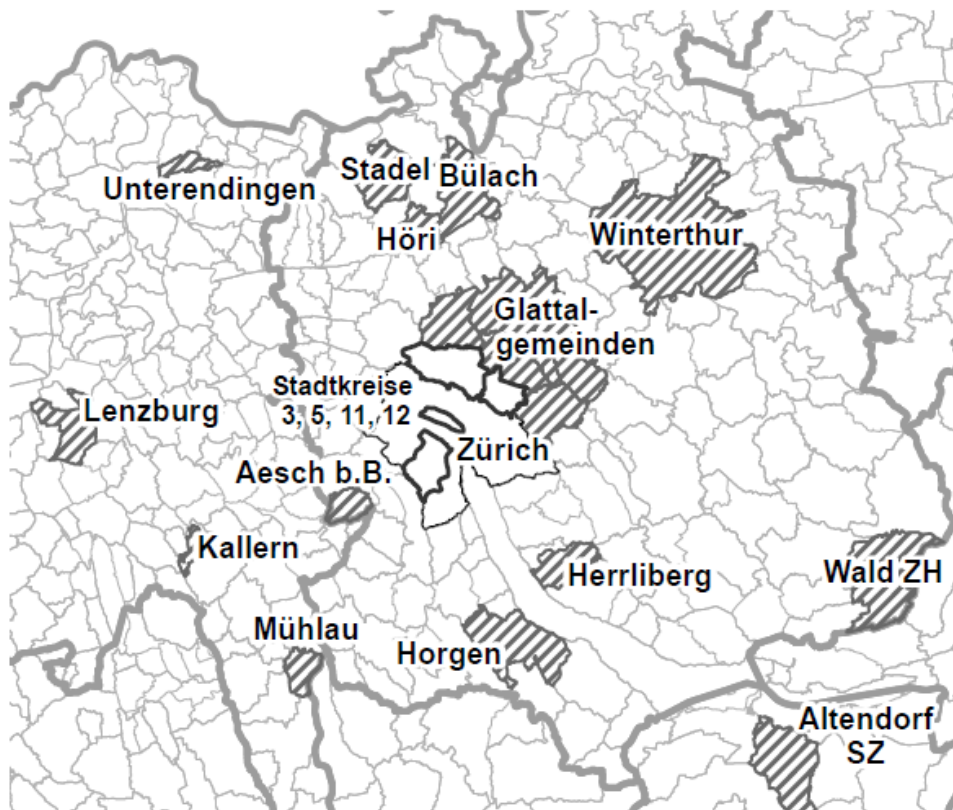 Unterendingen
Stadel
Bülach
Höri
Winterthur
Glattal-
gemeinden
Stadtkreise
3, 5, 11, 12
Lenzburg
Zürich
Aesch b.B.
Kallern
Herrliberg
Wald ZH
Mühlau
Horgen
Altendorf
SZ